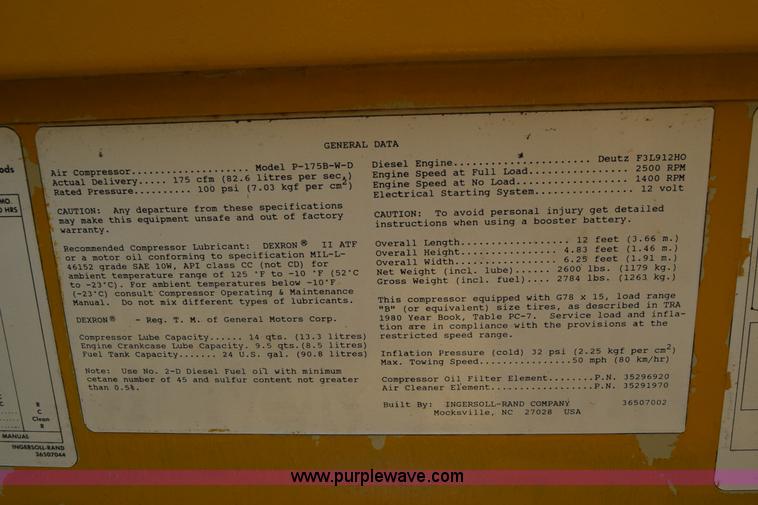 GENERAL DATA
Air Compressor.................... Model P-175B-W-D
Actual Delivery..... 175 cfm (82.6 litres per sec.)
Rated Pressure.......... 100 psi (7.03 kgf per cm2)
CAUTION: Any departure from these specifications
may make this equipment unsafe and out of factory
warranty.
Recommended Compressor Lubricant: DEXRON® II ATF
or a motor oil conforming to specification MIL-L-
46152 grade SAE 10W, API class CC (not CD) for
ambient temperature range of 125 °F to -10 °F (52°C
to -23°C). For ambient temperatures below -10°F
(-23°C) consult Compressor Operating & Maintenance
Manual. Do not mix different types of lubricants.
DEXRON® - Reg. T. M. of General Motors Corp.
Compressor Lube Capacity...... 14 qts. (13.3 litres)
Engine Crankcase Lube Capacity. 9.5 qts.(8.5 litres)
Fuel Tank Capacity....... 24 U.S. gal. (90.8 litres)
Note: Use No. 2-D Diesel Fuel oil with minimum
cetane number of 45 and sulfur content not greater
than 0.5%.
Diesel Engine....................... Deutz F3L912HO
Engine Speed at Full Load................. 2500 RPM
Engine Speed at No Load................... 1400 RPM
Electrical Starting System................ 12 volt
CAUTION: To avoid personal injury get detailed
instructions when using a booster battery.
Overall Length.................. 12 feet (3.66 m.)
Overall Height................ 4.83 feet (1.46 m.)
Overall Width................. 6.25 feet (1.91 m.)
Net Weight (incl. lube)...... 2600 lbs. (1179 kg.)
Gross Weight (incl. fuel).... 2784 lbs. (1263 kg.)
This compressor equipped with G78 x 15, load range
"B" (or equivalent) size tires, as described in TRA
1980 Year Book, Table PC-7. Service load and infla-
tion are in compliance with the provisions at the
restricted speed range.
Inflation Pressure (cold) 32 psi (2.25 kgf per cm2)
Max. Towing Speed...................50 mph (80 km/hr)
Compressor Oil Filter Element........P.N. 35296920
Air Cleaner Element..................P.N. 35291970
Built By: INGERSOLL-RAND COMPANY 36507002
Mocksville, NC 27028 USA
ods
MO.
0 HRS
R
C
C
Clean
R
MANUAL
INGERSOLL-RAND
36507044
www.purplewave.com